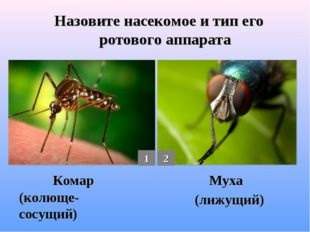 Назовите насекомое и тип его
ротового аппарата
1 2
Комар
(колюще-
сосущий)
Муха
(лижущий)